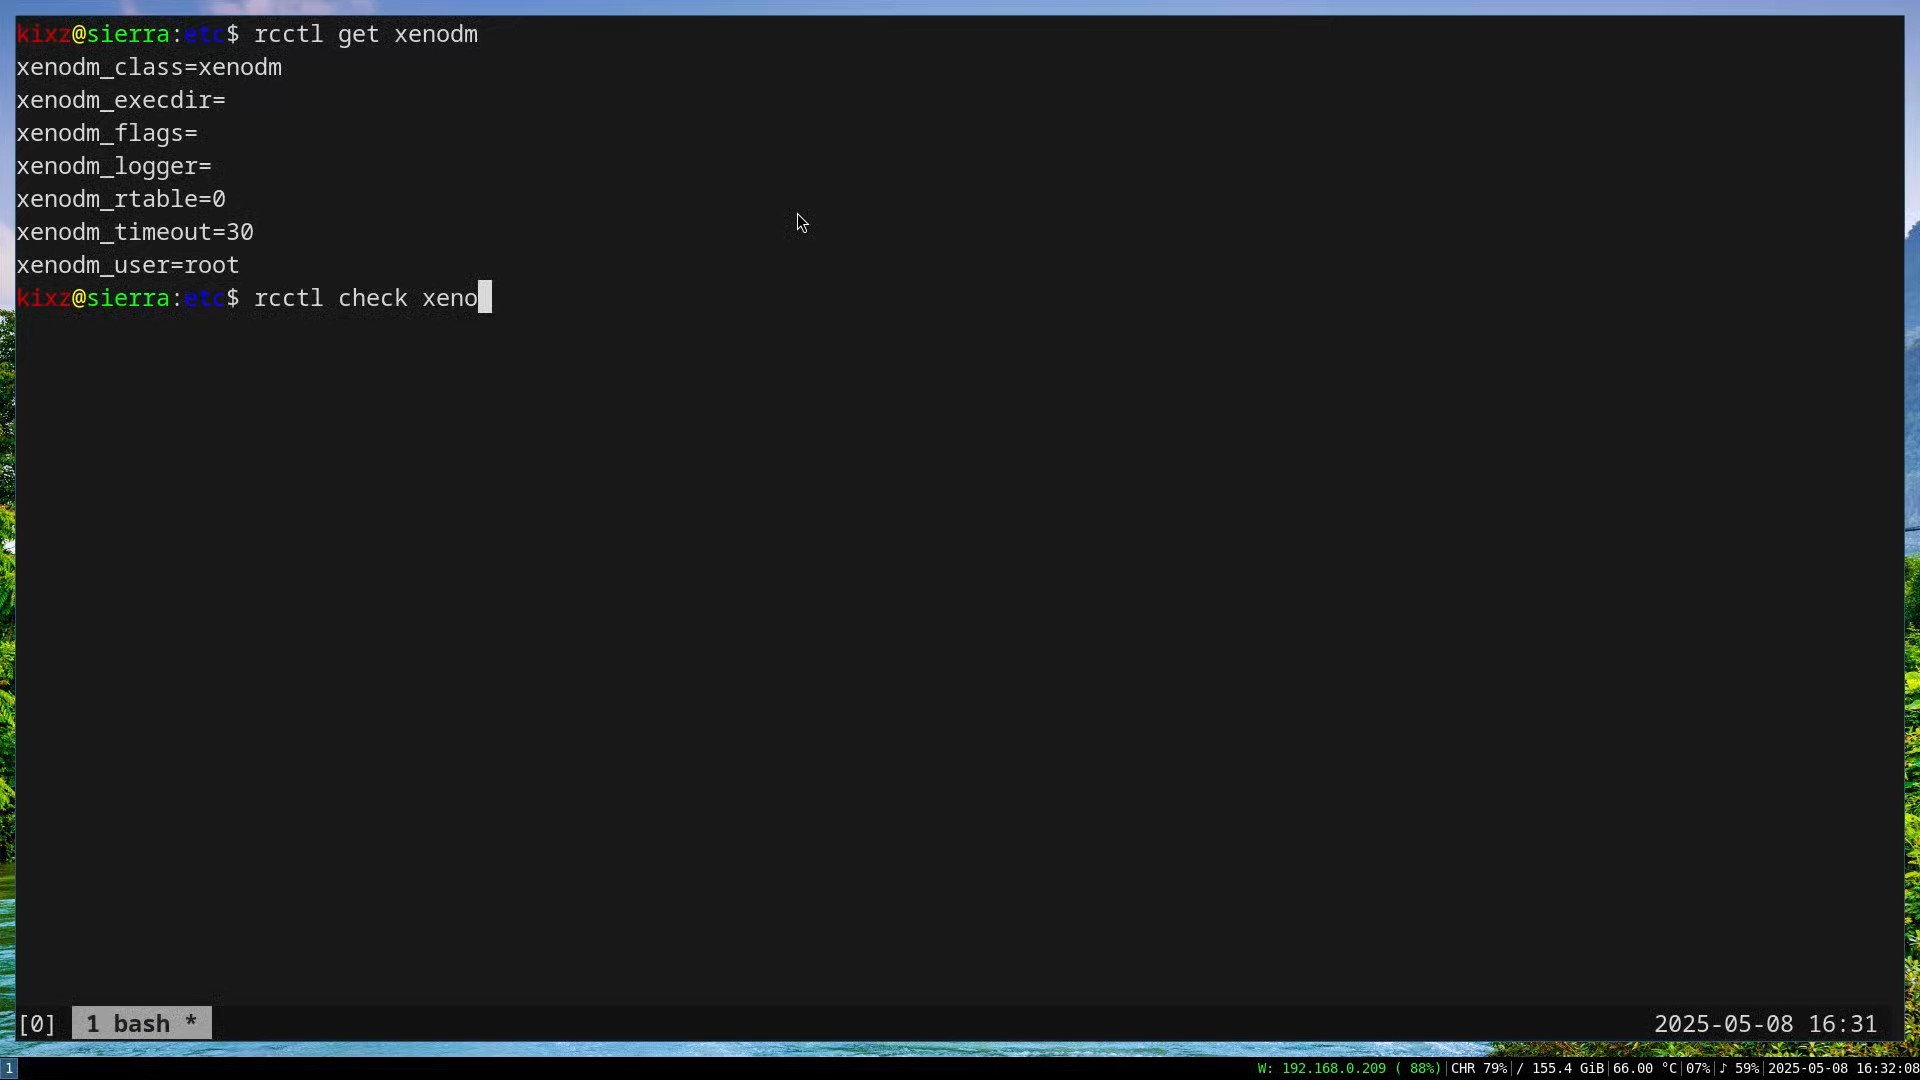 kixz@sierra:etc$ rcctl get xenodm
xenodm_class=xenodm
xenodm_execdir=
xenodm_flags=
xenodm_logger=
xenodm_rtable=0
xenodm_timeout=30
xenodm_user=root
kixz@sierra:etc$ rcctl check xeno
[0] 1 bash * 2025-05-08 16:31
1 W: 192.168.0.209 ( 88%)|CHR 79%|/ 155.4 GiB|66.00 °C|07%|♪ 59%|2025-05-08 16:32:08